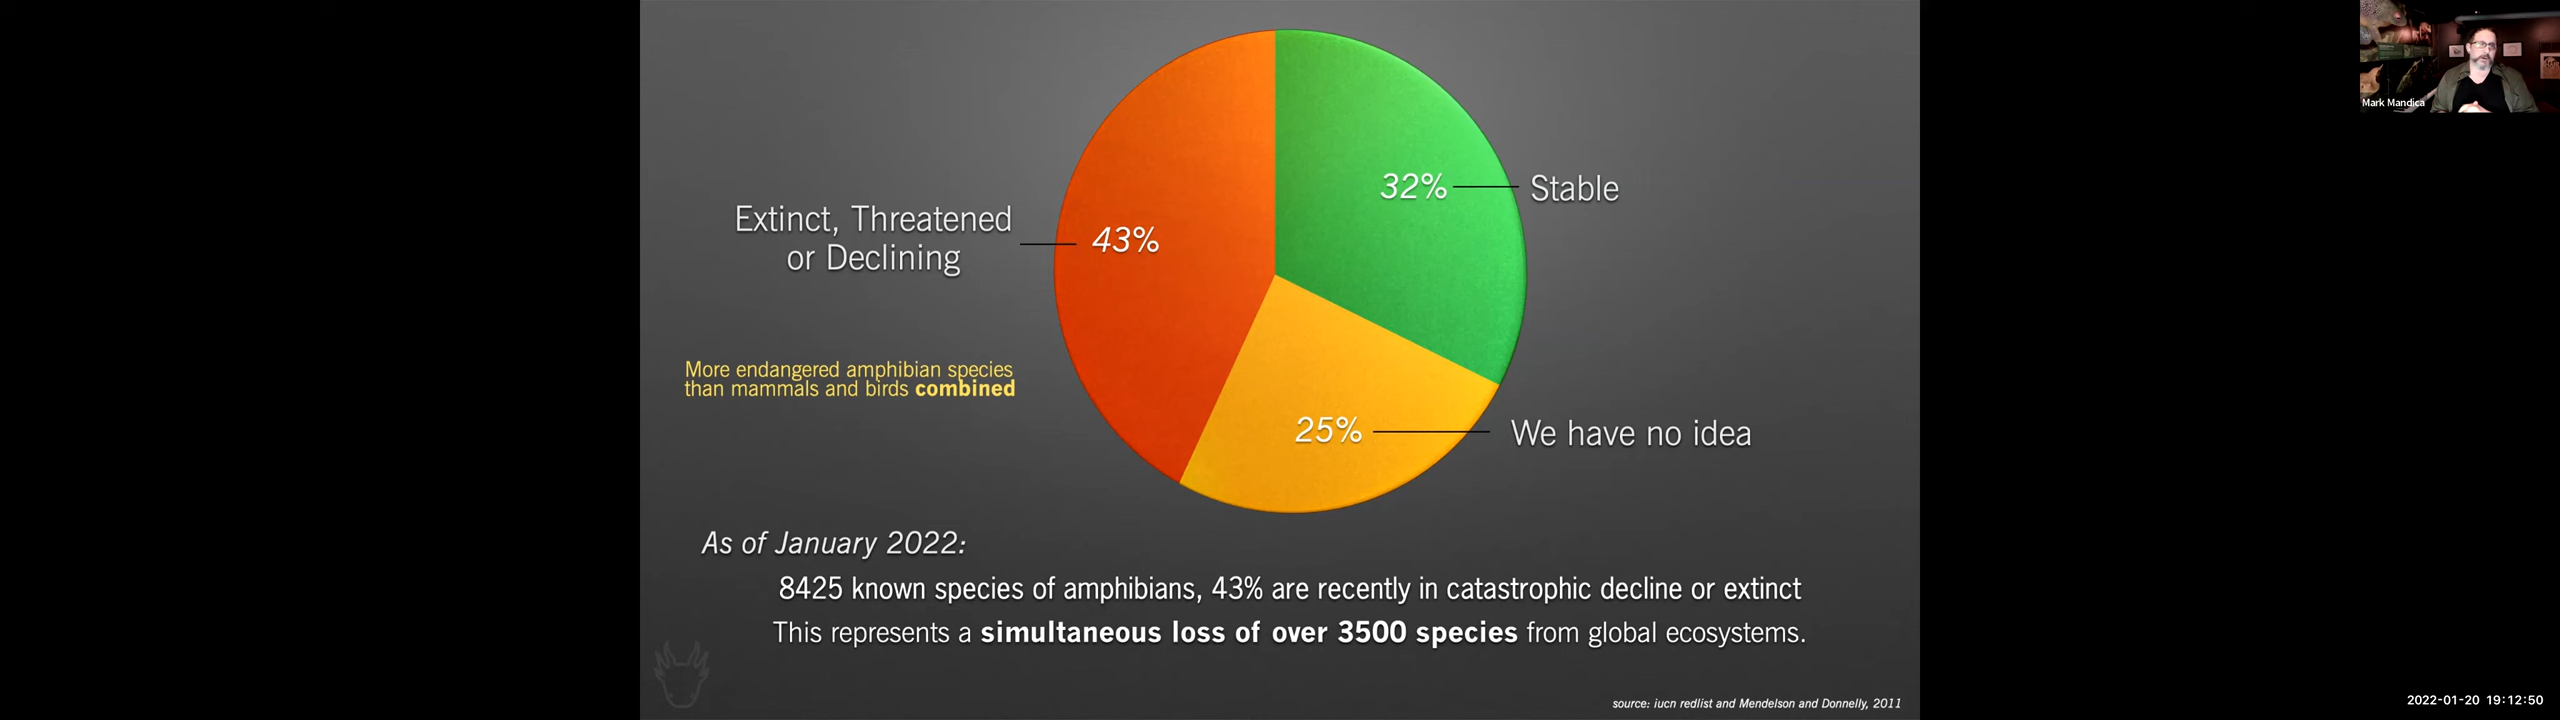 Mark Mandica
32%
Stable
Extinct, Threatened
or Declining
43%
More endangered amphibian species
than mammals and birds combined
25%
We have no idea
As of January 2022:
8425 known species of amphibians, 43% are recently in catastrophic decline or extinct
This represents a simultaneous loss of over 3500 species from global ecosystems.
source: iucn redlist and Mendelson and Donnelly, 2011
2022-01-20 19:12:50